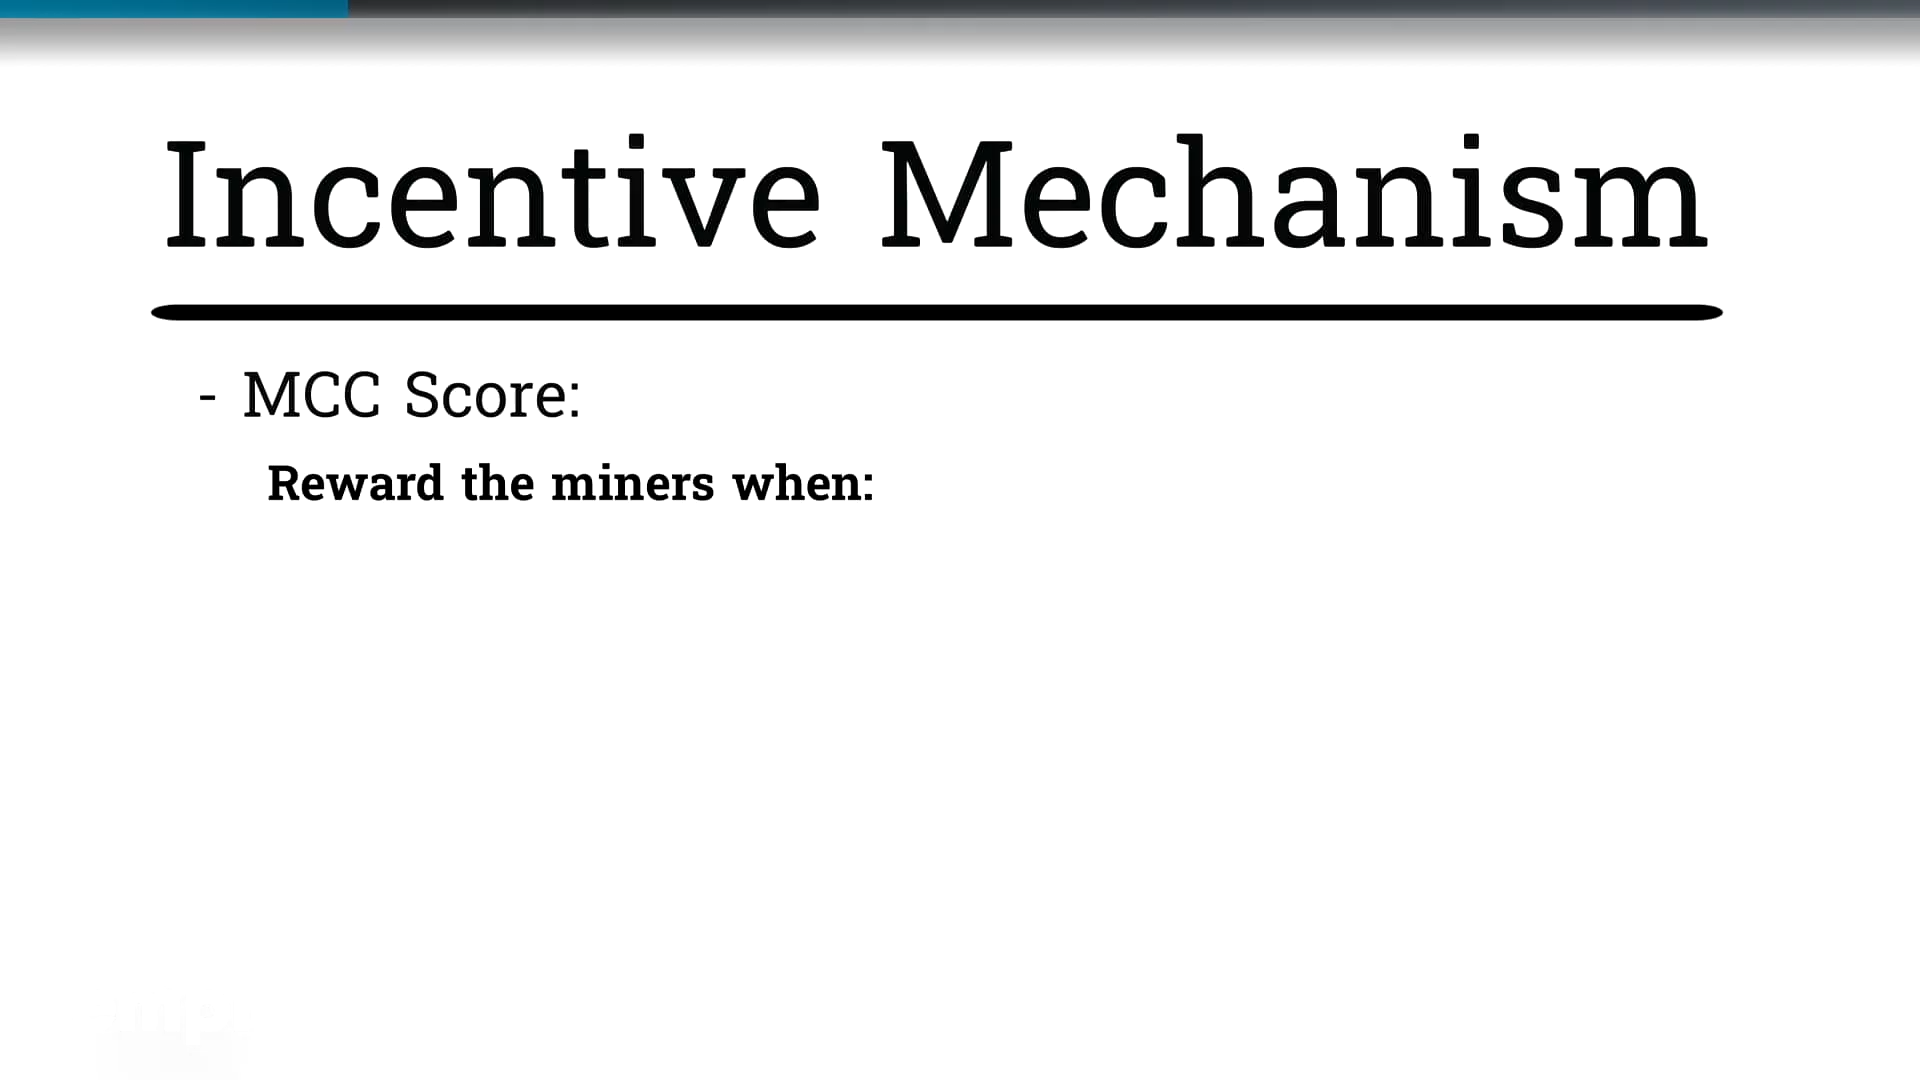 Incentive Mechanism
- MCC Score:
Reward the miners when: